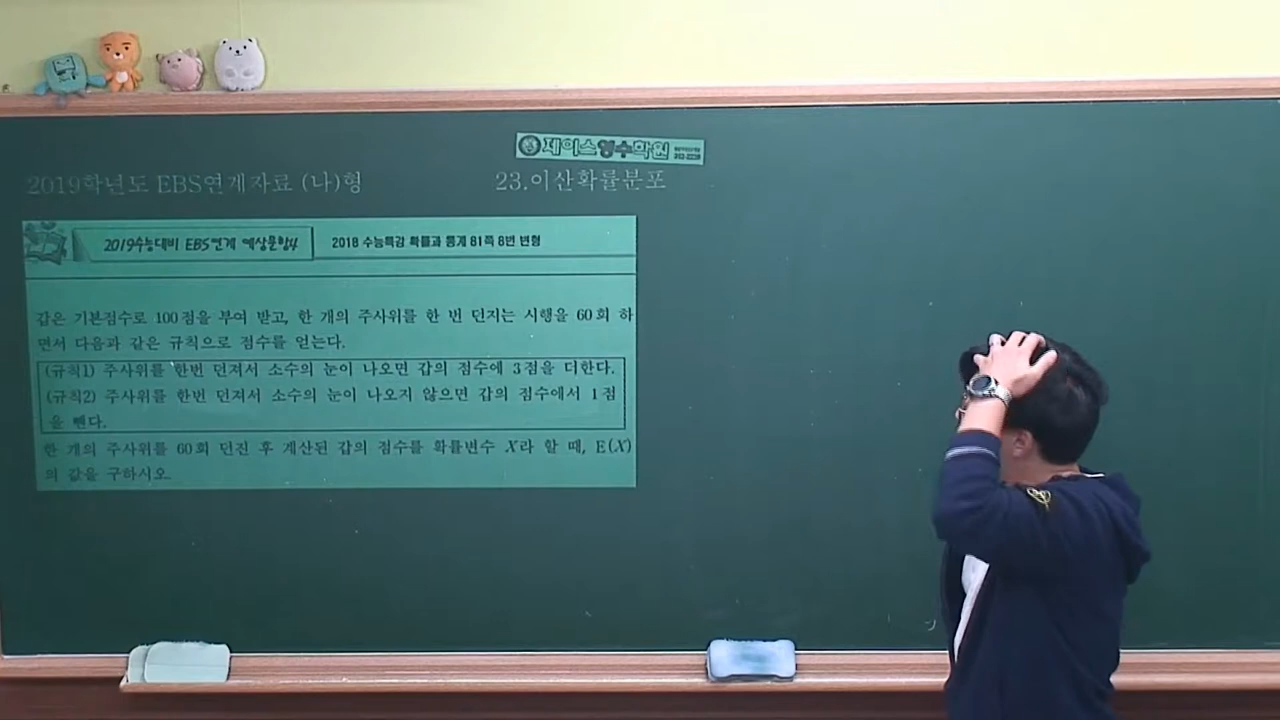 제이스영수학원
2019학년도 EBS연계자료 (나)형
23.이산확률분포
2019수능대비 EBS연계 예상문항4
2018 수능특강 확률과 통계 81쪽 8번 변형
갑은 기본점수로 100점을 부여 받고, 한 개의 주사위를 한 번 던지는 시행을 60회 하
면서 다음과 같은 규칙으로 점수를 얻는다.
(규칙1) 주사위를 한번 던져서 소수의 눈이 나오면 갑의 점수에 3점을 더한다.
(규칙2) 주사위를 한번 던져서 소수의 눈이 나오지 않으면 갑의 점수에서 1점
을 뺀다.
한 개의 주사위를 60회 던진 후 계산된 갑의 점수를 확률변수 X라 할 때, E(X)
의 값을 구하시오.